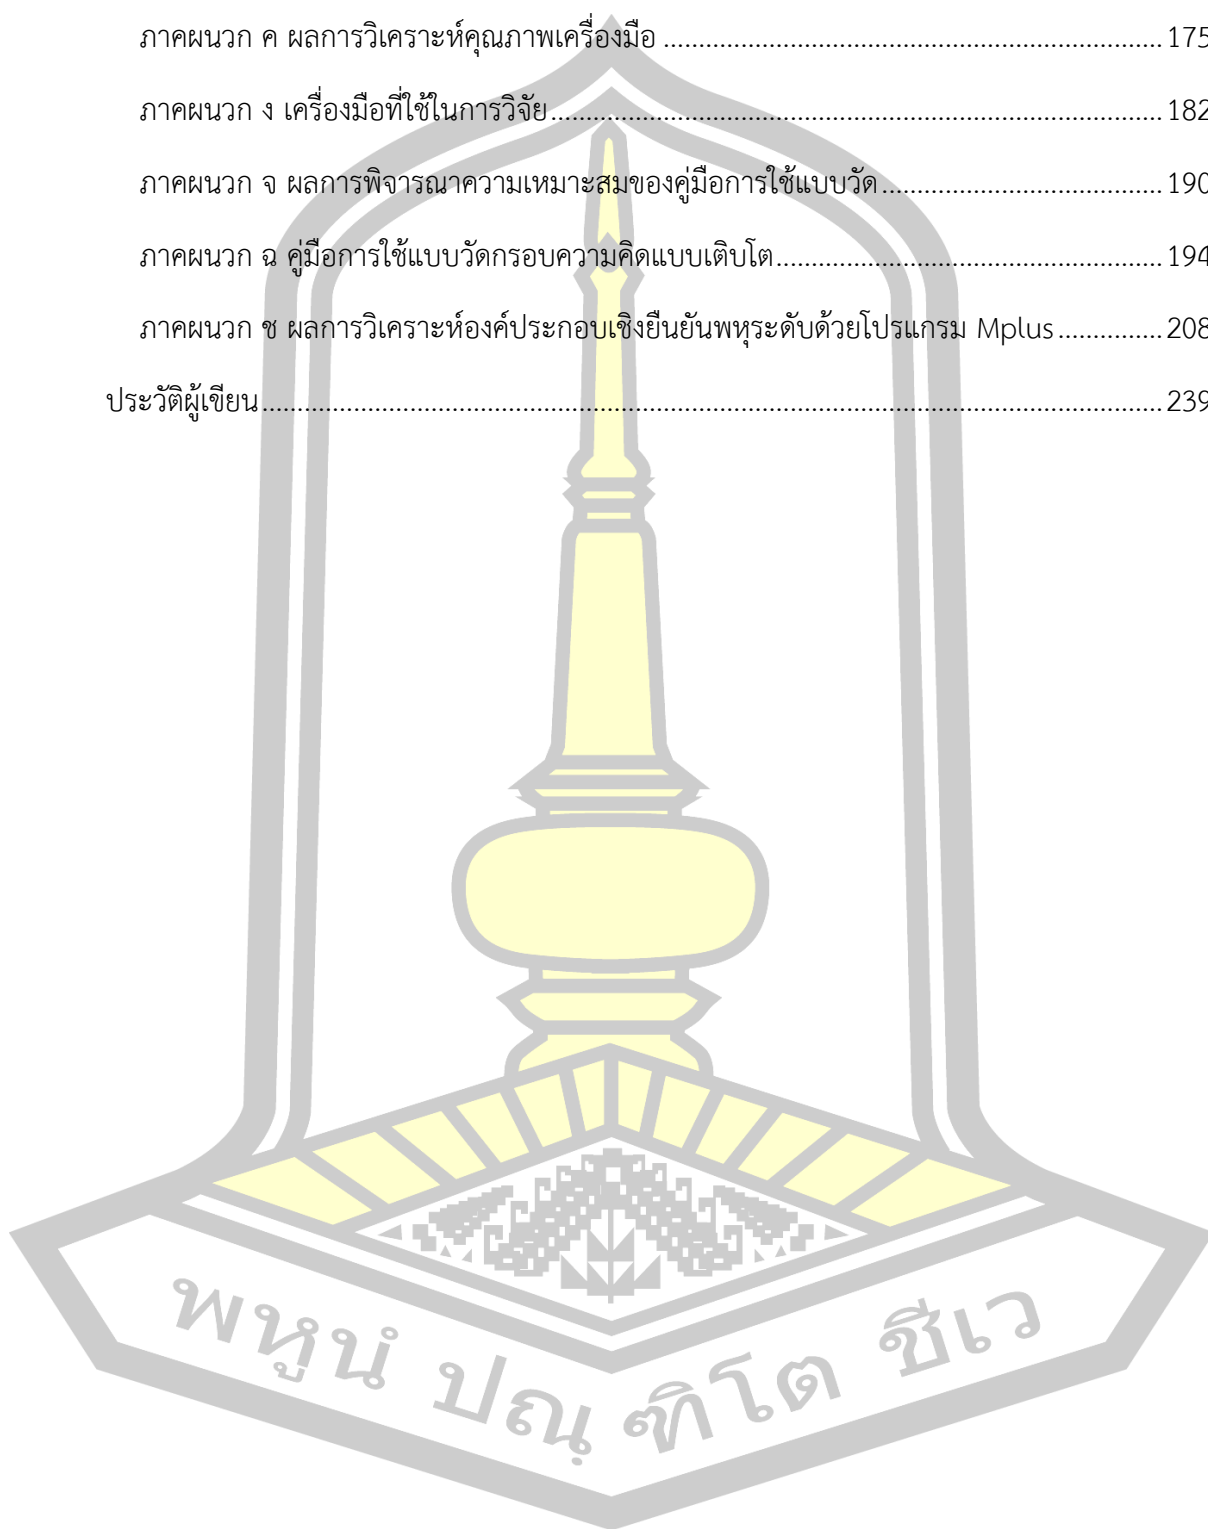 ภาคผนวก ค ผลการวิเคราะห์คุณภาพเครื่องมือ ........ 175
ภาคผนวก ง เครื่องมือที่ใช้ในการวิจัย ........ 182
ภาคผนวก จ ผลการพิจารณาความเหมาะสมของคู่มือการใช้แบบวัด ........ 190
ภาคผนวก ฉ คู่มือการใช้แบบวัดกรอบความคิดแบบเติบโต ........ 194
ภาคผนวก ช ผลการวิเคราะห์องค์ประกอบเชิงยืนยันพหุระดับด้วยโปรแกรม Mplus ........ 208
ประวัติผู้เขียน ........ 239
พหูนํ ปณฺฑิโต ชีเว